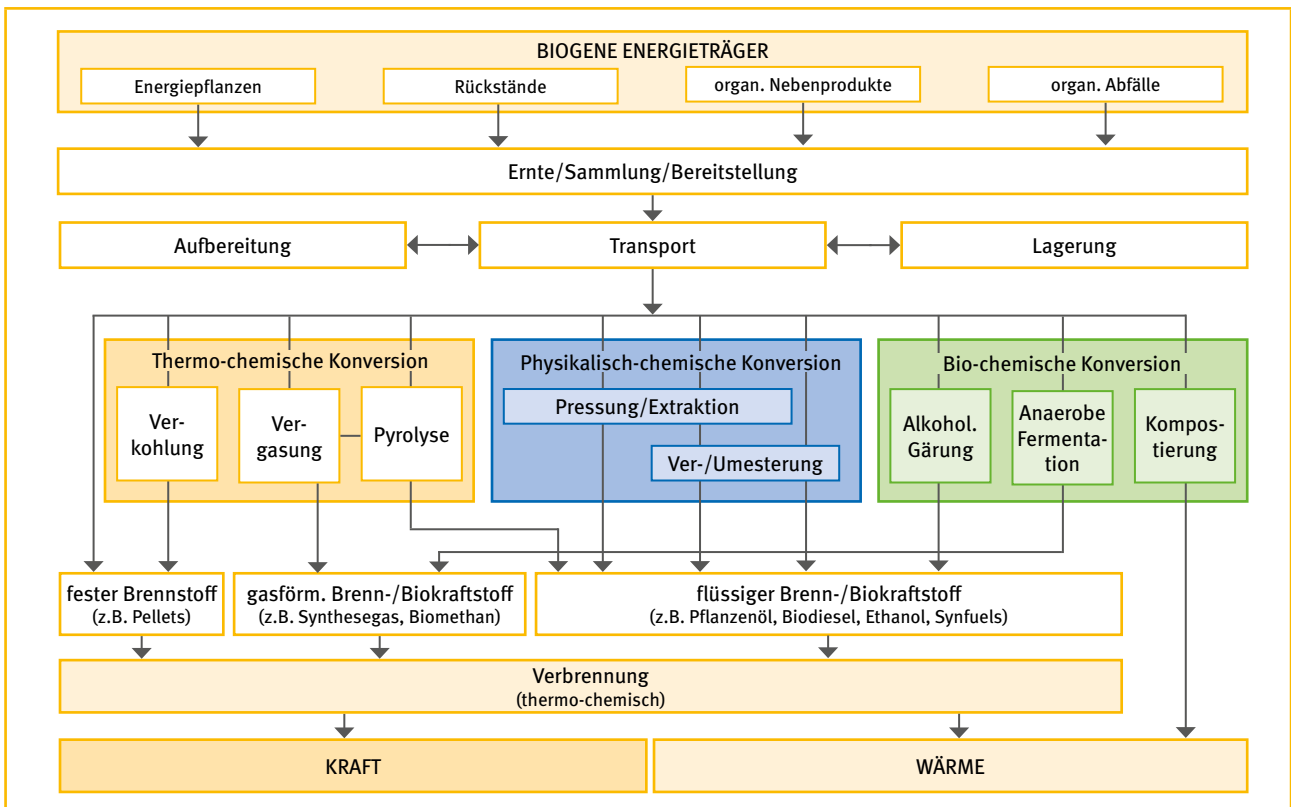 BIOGENE ENERGIETRÄGER
Energiepflanzen
Rückstände
organ. Nebenprodukte
organ. Abfälle
Ernte/Sammlung/Bereitstellung
Aufbereitung
Transport
Lagerung
Thermo-chemische Konversion
Ver-
kohlung
Ver-
gasung
Pyrolyse
Physikalisch-chemische Konversion
Pressung/Extraktion
Ver-/Umesterung
Bio-chemische Konversion
Alkohol.
Gärung
Anaerobe
Fermenta-
tion
Kompos-
tierung
fester Brennstoff
(z.B. Pellets)
gasförm. Brenn-/Biokraftstoff
(z.B. Synthesegas, Biomethan)
flüssiger Brenn-/Biokraftstoff
(z.B. Pflanzenöl, Biodiesel, Ethanol, Synfuels)
Verbrennung
(thermo-chemisch)
KRAFT
WÄRME